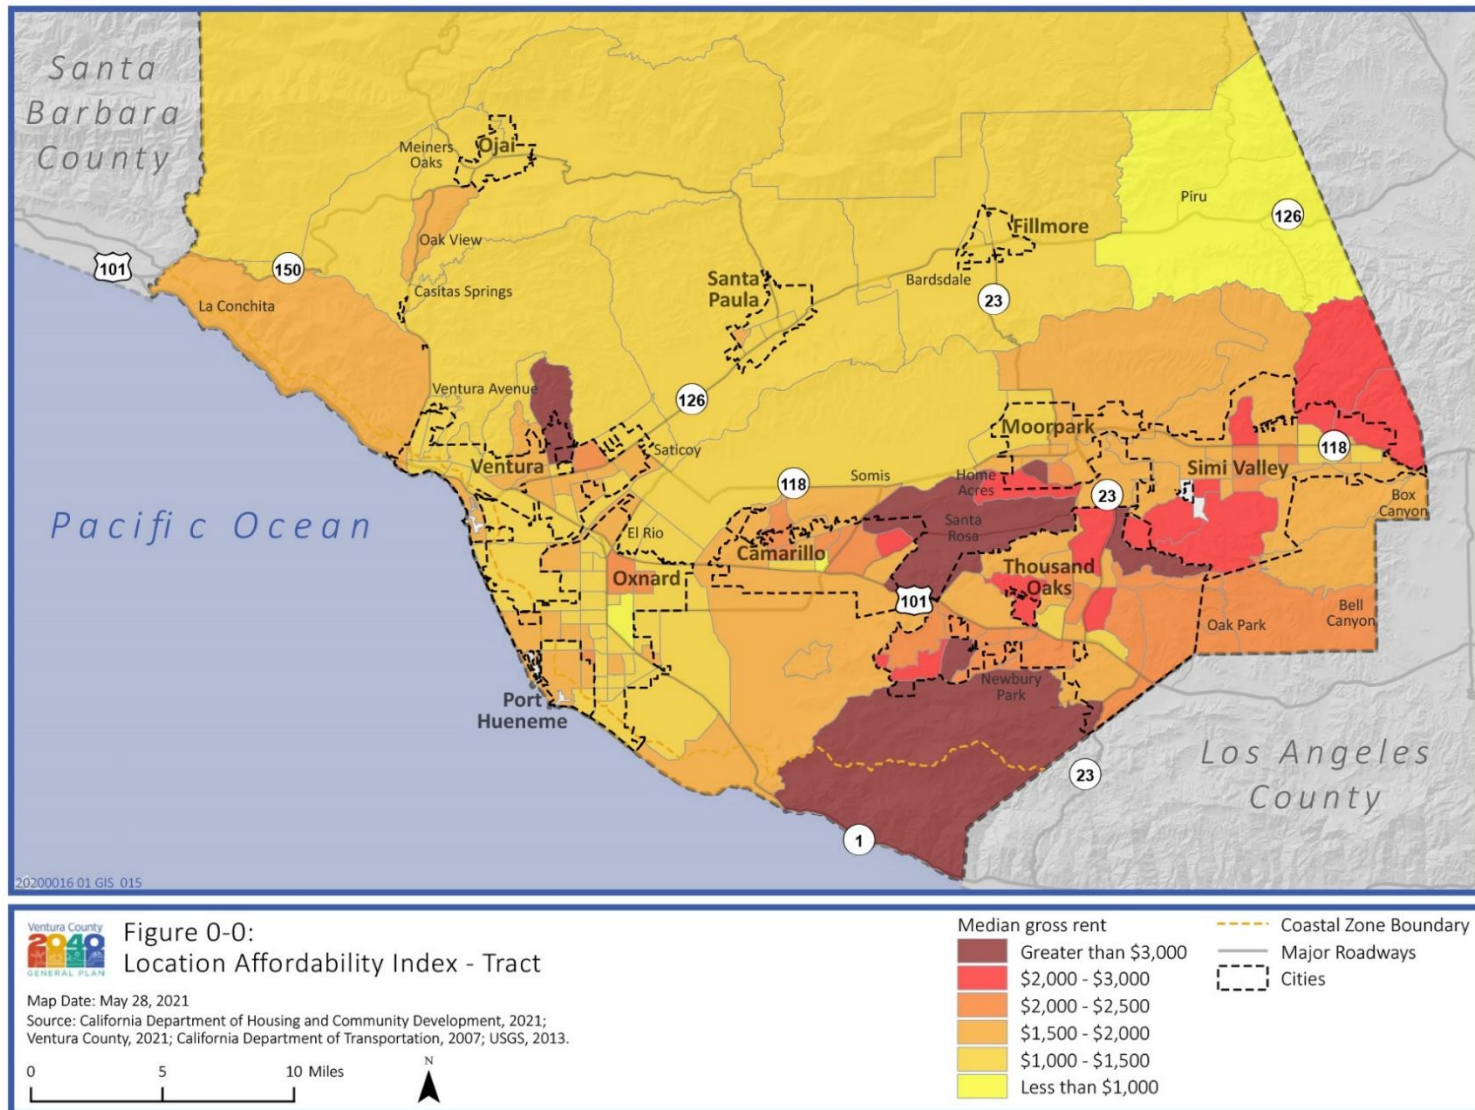 Santa
Barbara
County
Meiners
Oaks
Ojai
Piru
126
Oak View
Fillmore
101
150
Santa
Paula
Bardsdale
Casitas Springs
23
La Conchita
Ventura Avenue
126
Moorpark
Saticoy
Ventura
118
Somis
Home
Acres
Simi Valley
118
23
Box
Canyon
Pacific Ocean
El Rio
Santa
Rosa
Camarillo
Oxnard
Thousand
Oaks
101
Oak Park
Bell
Canyon
Newbury
Park
Port
Hueneme
Los Angeles
County
23
1
20200016 01 GIS 015
Ventura County
2040
GENERAL PLAN
Figure 0-0:
Location Affordability Index - Tract
Map Date: May 28, 2021
Source: California Department of Housing and Community Development, 2021;
Ventura County, 2021; California Department of Transportation, 2007; USGS, 2013.
0 5 10 Miles
N
Median gross rent
Greater than $3,000
$2,000 - $3,000
$2,000 - $2,500
$1,500 - $2,000
$1,000 - $1,500
Less than $1,000
Coastal Zone Boundary
Major Roadways
Cities